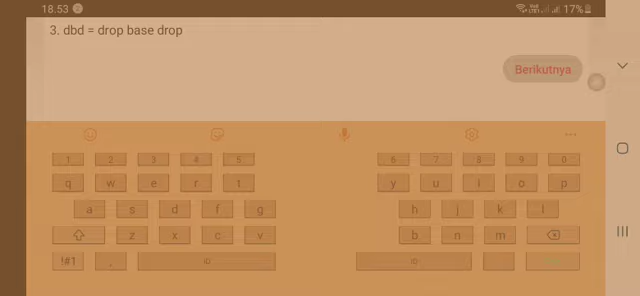 18.53
17%
3. dbd = drop base drop
Berikutnya
1 2 3 4 5 6 7 8 9 0
q w e r t y u i o p
a s d f g h j k l
z x c v b n m
!#1 , ID ID